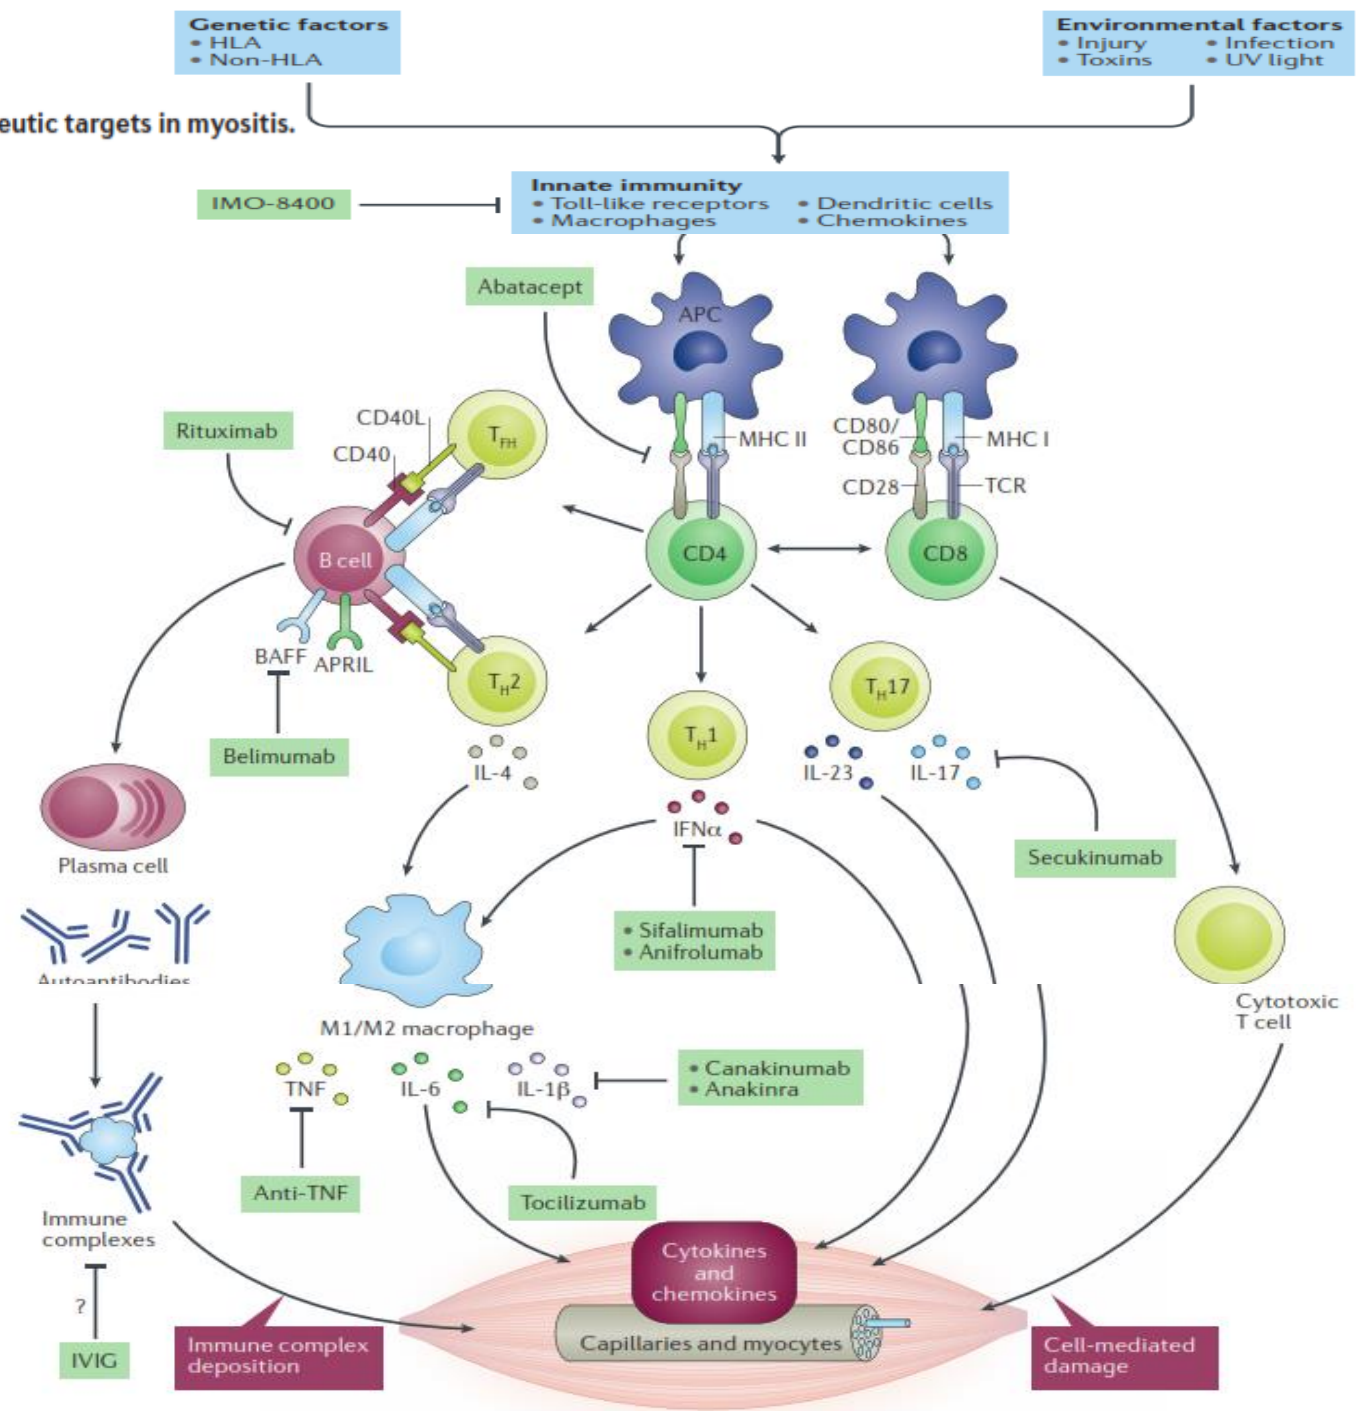 Genetic factors
• HLA
• Non-HLA
Environmental factors
• Injury • Infection
• Toxins • UV light
eutic targets in myositis.
IMO-8400
Innate immunity
• Toll-like receptors • Dendritic cells
• Macrophages • Chemokines
Abatacept
APC
Rituximab
CD40L
CD40
TFH
MHC II
CD80/
CD86
MHC I
CD28
TCR
B cell
CD4
CD8
BAFF
APRIL
TH2
TH17
TH1
Belimumab
IL-4
IL-23
IL-17
IFNα
Secukinumab
Plasma cell
• Sifalimumab
• Anifrolumab
Autoantibodies
Cytotoxic
T cell
M1/M2 macrophage
TNF
IL-6
IL-1β
• Canakinumab
• Anakinra
Anti-TNF
Tocilizumab
Immune
complexes
?
IVIG
Immune complex
deposition
Cytokines
and
chemokines
Capillaries and myocytes
Cell-mediated
damage